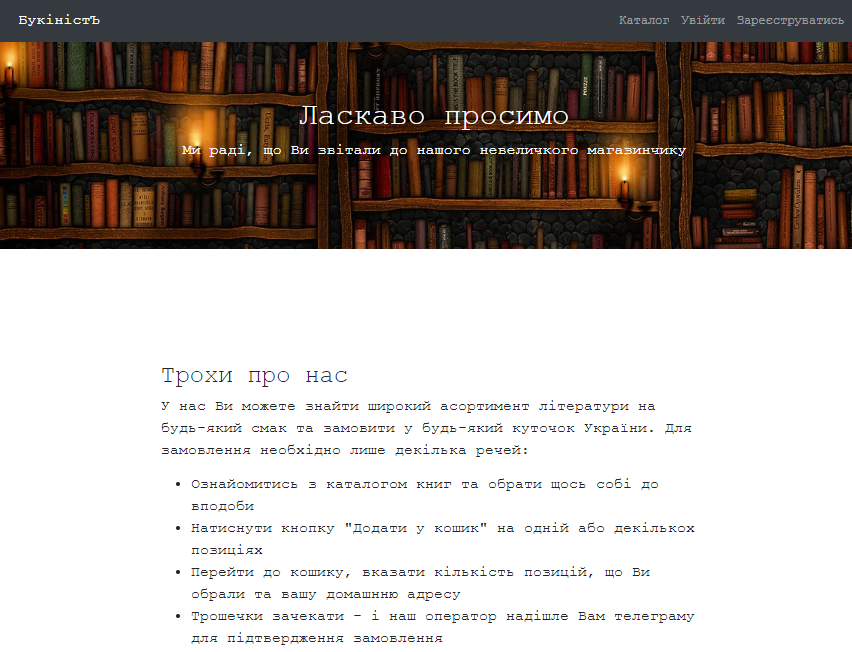 БукіністЪ
Каталог Увійти Зареєструватись
Ласкаво просимо
Ми раді, що Ви звітали до нашого невеличкого магазинчику
Трохи про нас
У нас Ви можете знайти широкий асортимент літератури на
будь-який смак та замовити у будь-який куточок України. Для
замовлення необхідно лише декілька речей:
• Ознайомитись з каталогом книг та обрати щось собі до
вподоби
• Натиснути кнопку "Додати у кошик" на одній або декількох
позиціях
• Перейти до кошику, вказати кількість позицій, що Ви
обрали та вашу домашню адресу
• Трошечки зачекати - і наш оператор надішле Вам телеграму
для підтвердження замовлення